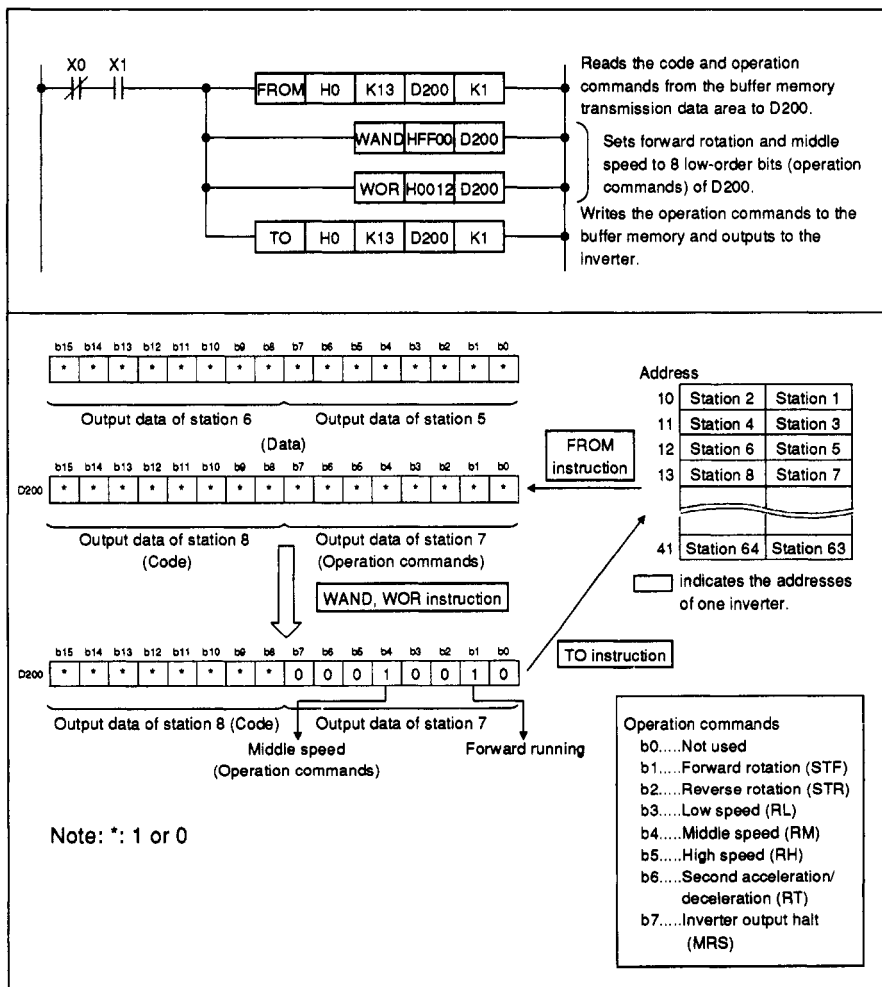 X0 X1
FROM H0 K13 D200 K1
Reads the code and operation
commands from the buffer memory
transmission data area to D200.
WAND HFF00 D200
WOR H0012 D200
Sets forward rotation and middle
speed to 8 low-order bits (operation
commands) of D200.
TO H0 K13 D200 K1
Writes the operation commands to the
buffer memory and outputs to the
inverter.
b15 b14 b13 b12 b11 b10 b9 b8 b7 b6 b5 b4 b3 b2 b1 b0
* * * * * * * * * * * * * * * *
Output data of station 6 Output data of station 5
(Data)
b15 b14 b13 b12 b11 b10 b9 b8 b7 b6 b5 b4 b3 b2 b1 b0
D200 * * * * * * * * * * * * * * * *
Output data of station 8 Output data of station 7
(Code) (Operation commands)
FROM
instruction
Address
10 Station 2 Station 1
11 Station 4 Station 3
12 Station 6 Station 5
13 Station 8 Station 7
41 Station 64 Station 63
indicates the addresses
of one inverter.
WAND, WOR instruction
TO instruction
b15 b14 b13 b12 b11 b10 b9 b8 b7 b6 b5 b4 b3 b2 b1 b0
D200 * * * * * * * * 0 0 0 1 0 0 1 0
Output data of station 8 (Code) Output data of station 7
Middle speed Forward running
(Operation commands)
Note: *: 1 or 0
Operation commands
b0.....Not used
b1.....Forward rotation (STF)
b2.....Reverse rotation (STR)
b3.....Low speed (RL)
b4.....Middle speed (RM)
b5.....High speed (RH)
b6.....Second acceleration/
deceleration (RT)
b7.....Inverter output halt
(MRS)